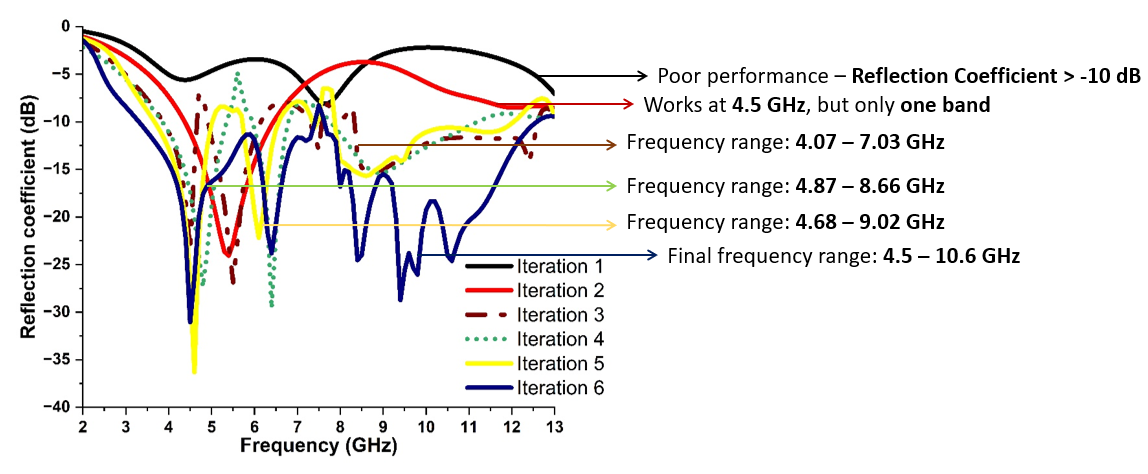 0
−5
−10
−15
−20
−25
−30
−35
−40
2 3 4 5 6 7 8 9 10 11 12 13
Reflection coefficient (dB)
Frequency (GHz)
Iteration 1
Iteration 2
Iteration 3
Iteration 4
Iteration 5
Iteration 6
Poor performance – Reflection Coefficient > -10 dB
Works at 4.5 GHz, but only one band
Frequency range: 4.07 – 7.03 GHz
Frequency range: 4.87 – 8.66 GHz
Frequency range: 4.68 – 9.02 GHz
Final frequency range: 4.5 – 10.6 GHz